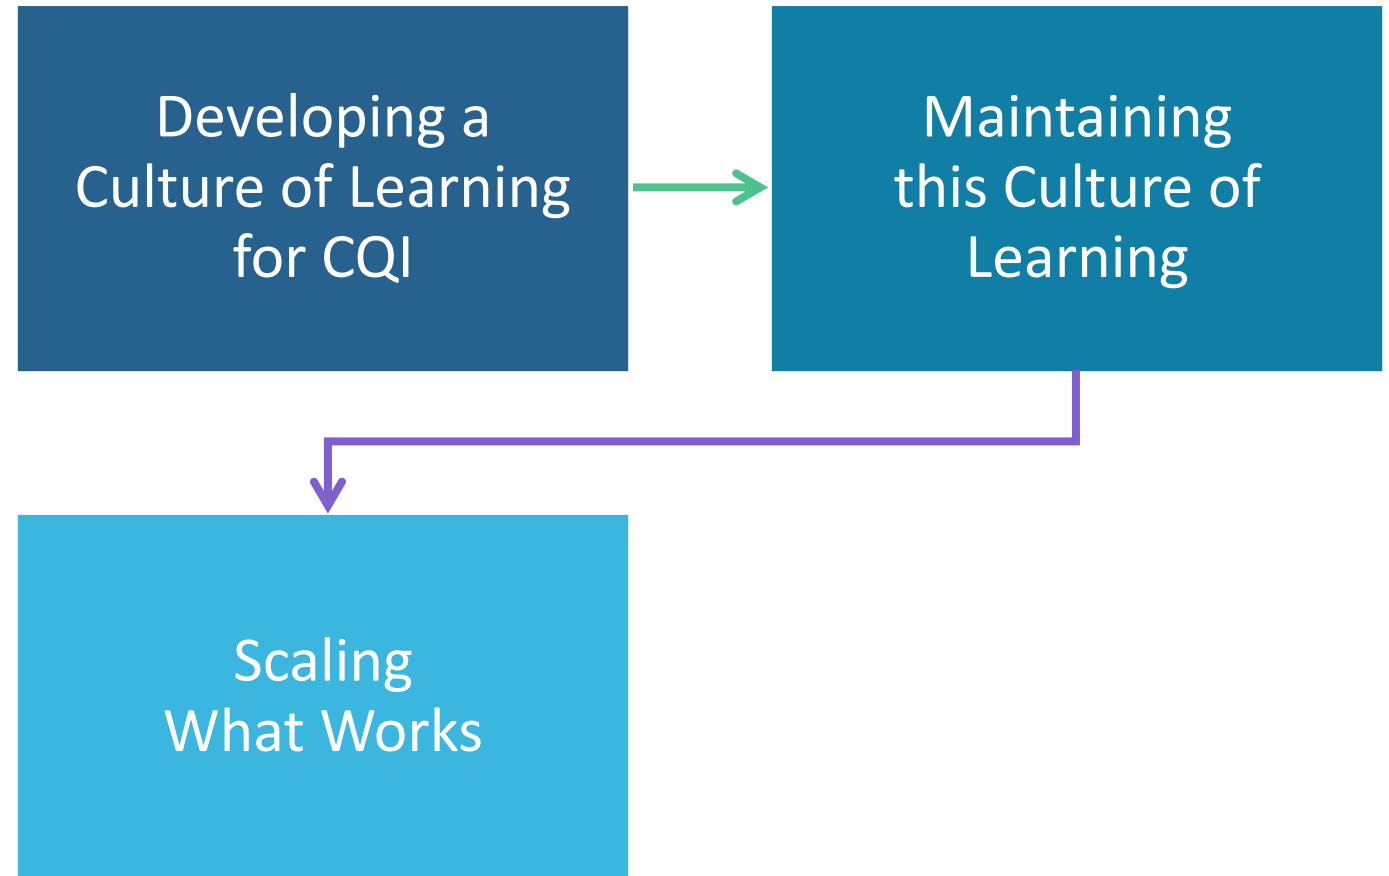 Developing a
Culture of Learning
for CQI
Maintaining
this Culture of
Learning
Scaling
What Works